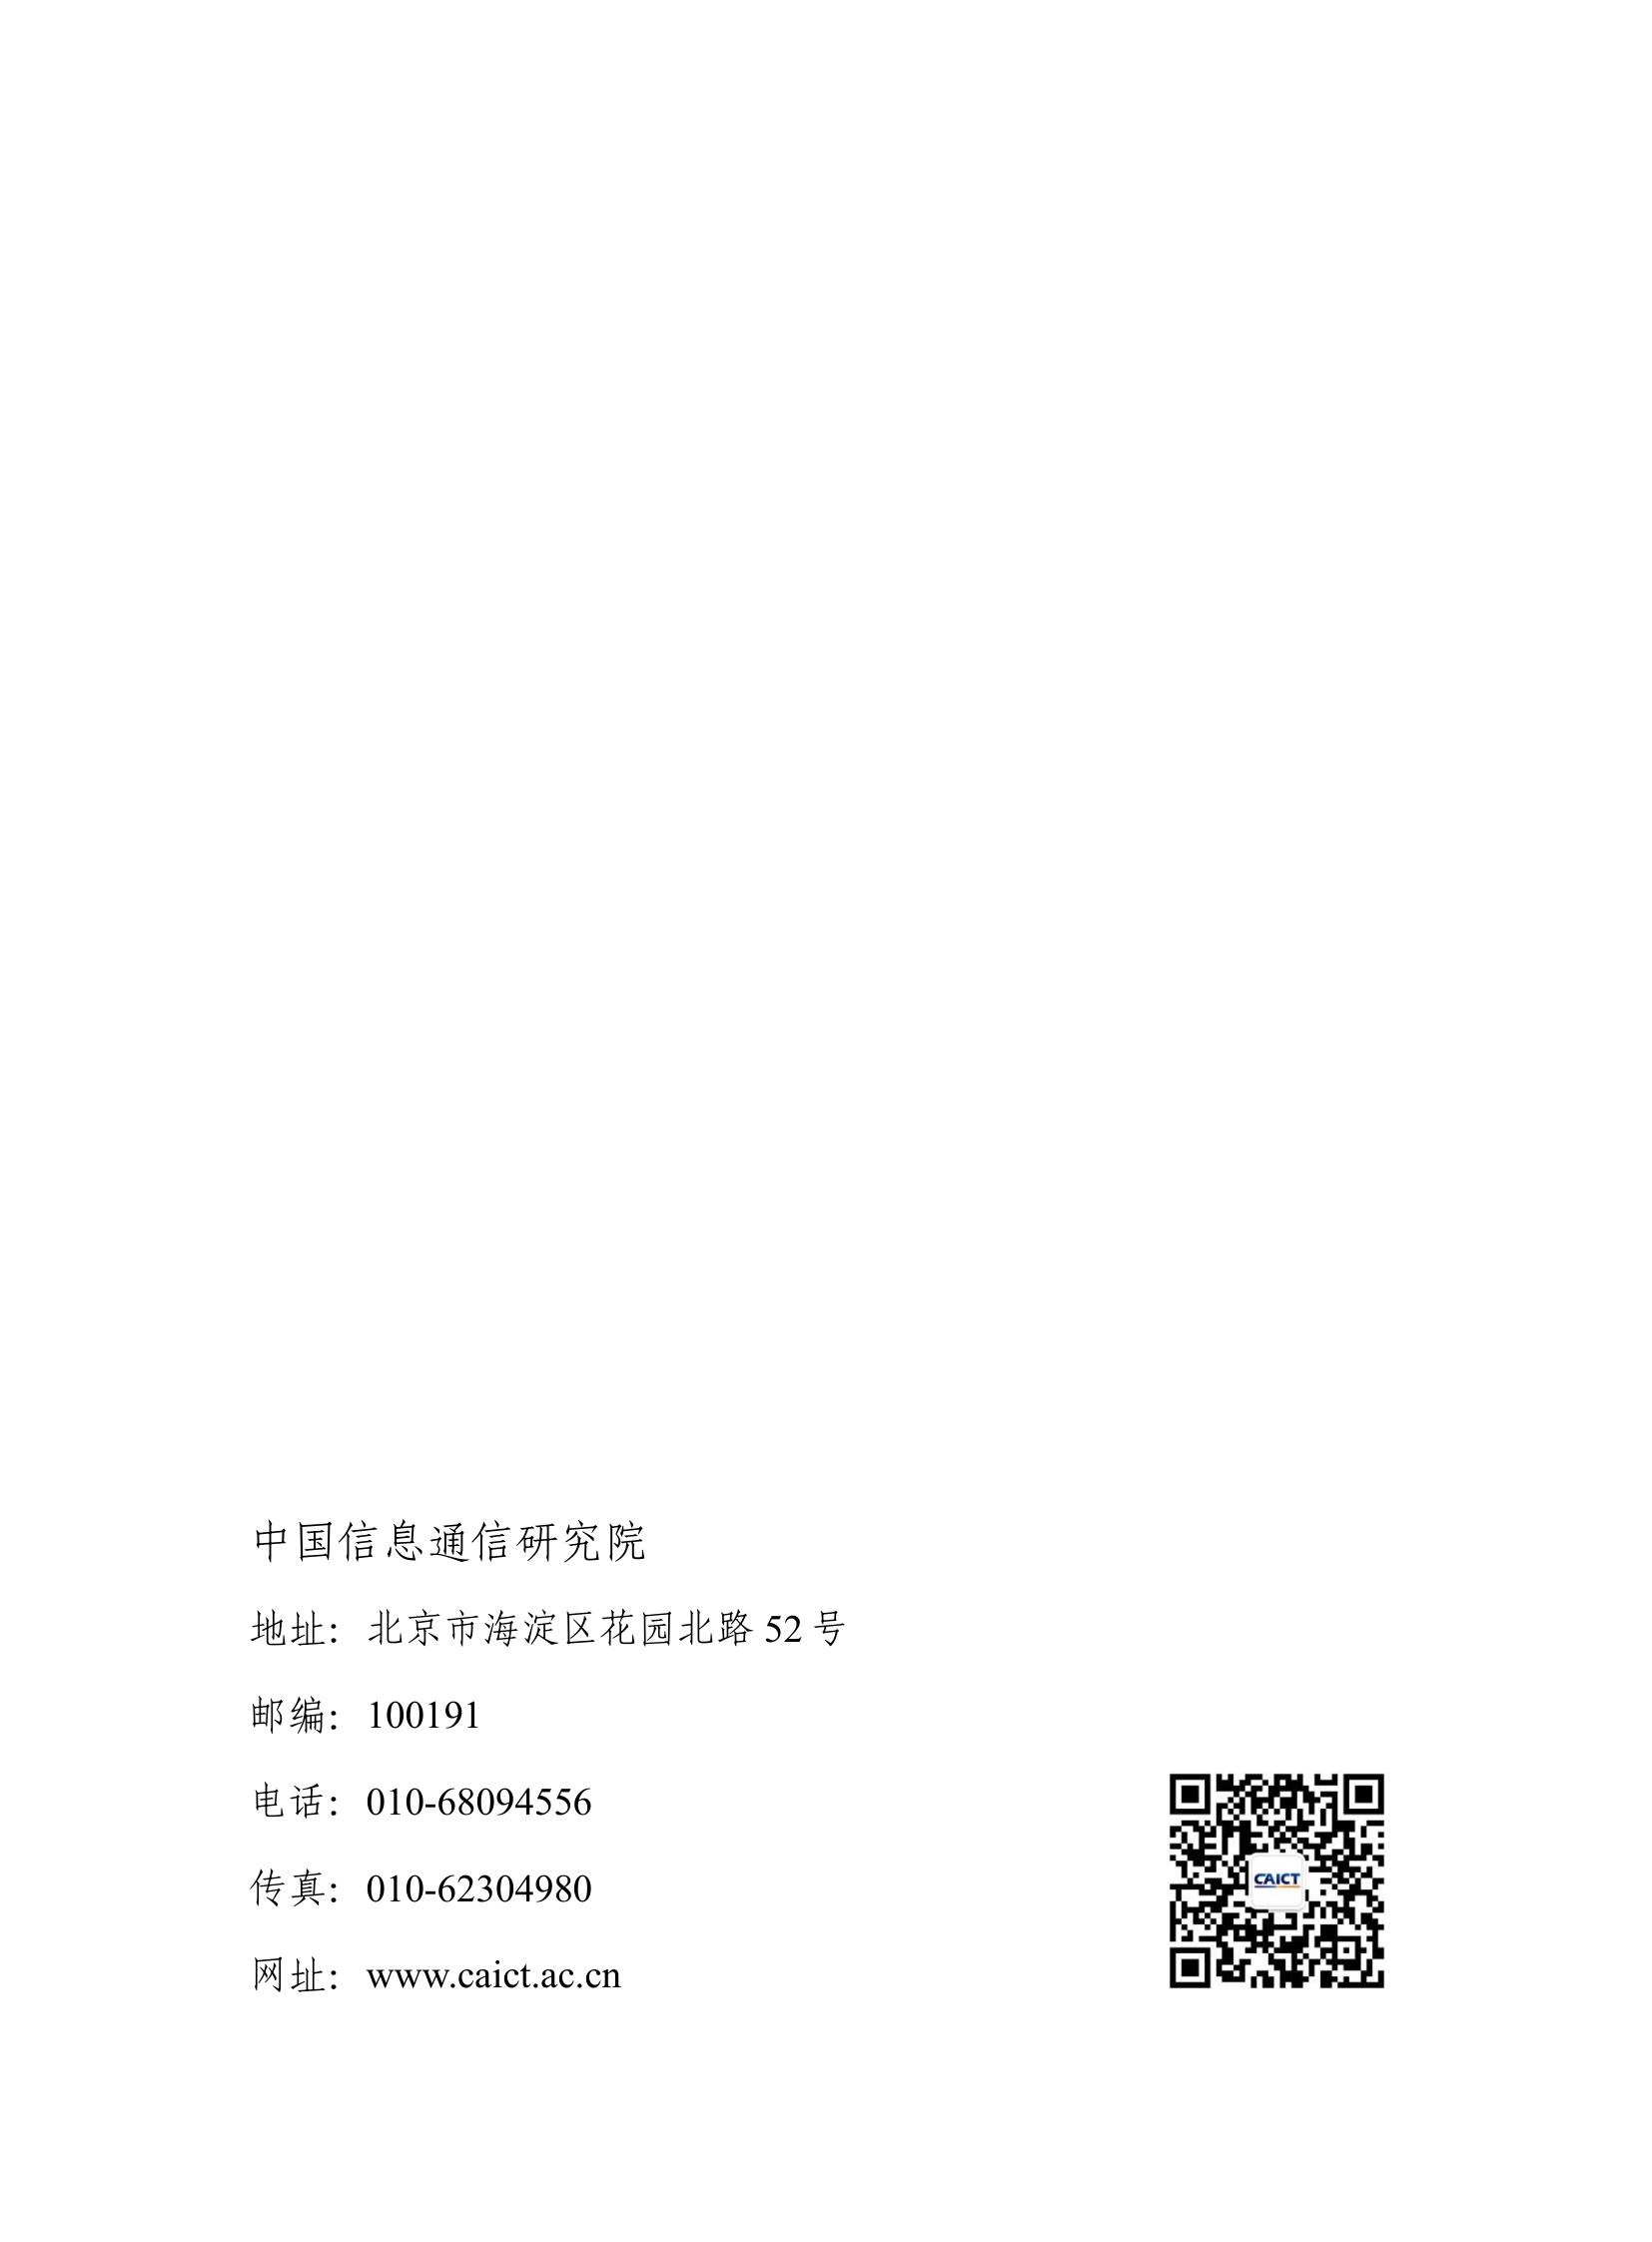 中国信息通信研究院
地址：北京市海淀区花园北路 52 号
邮编：100191
电话：010-68094556
传真：010-62304980
网址：www.caict.ac.cn
CAICT